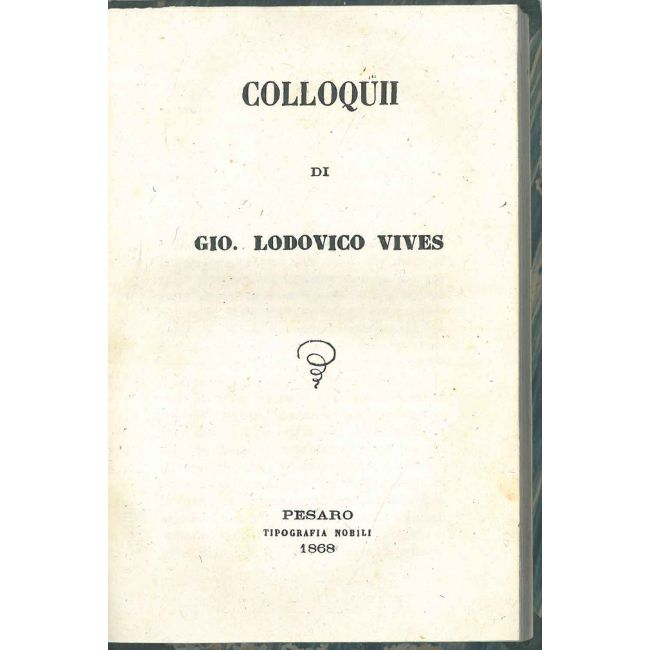 COLLOQUII
DI
GIO. LODOVICO VIVES
PESARO
TIPOGRAFIA NOBILI
1868